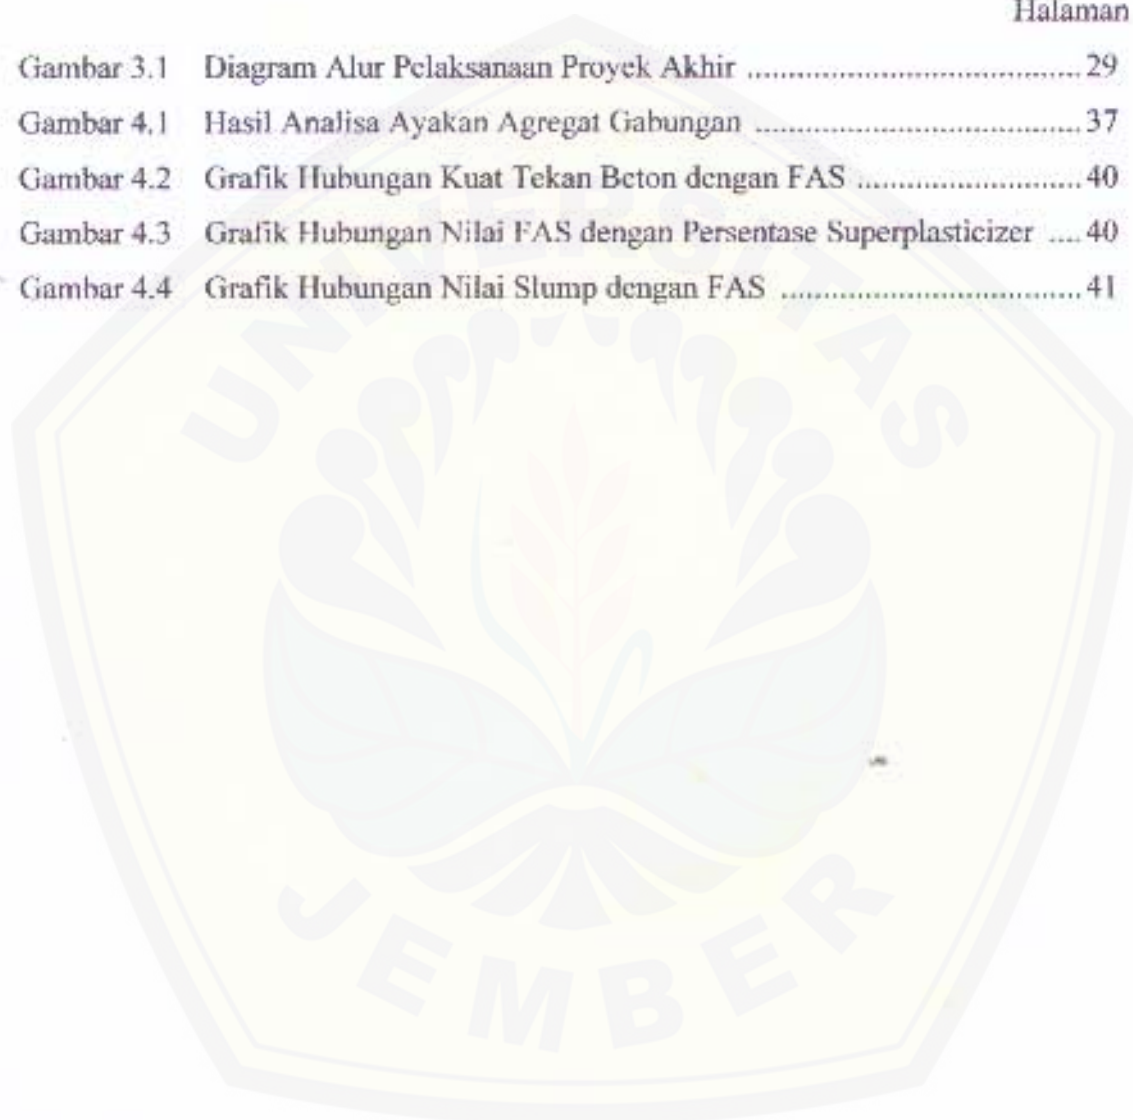 Halaman
Gambar 3.1 Diagram Alur Pelaksanaan Proyek Akhir ........................................ 29
Gambar 4.1 Hasil Analisa Ayakan Agregat Gabungan ........................................ 37
Gambar 4.2 Grafik Hubungan Kuat Tekan Beton dengan FAS ........................... 40
Gambar 4.3 Grafik Hubungan Nilai FAS dengan Persentase Superplasticizer .... 40
Gambar 4.4 Grafik Hubungan Nilai Slump dengan FAS .................................... 41
UNIVERSITAS
JEMBER